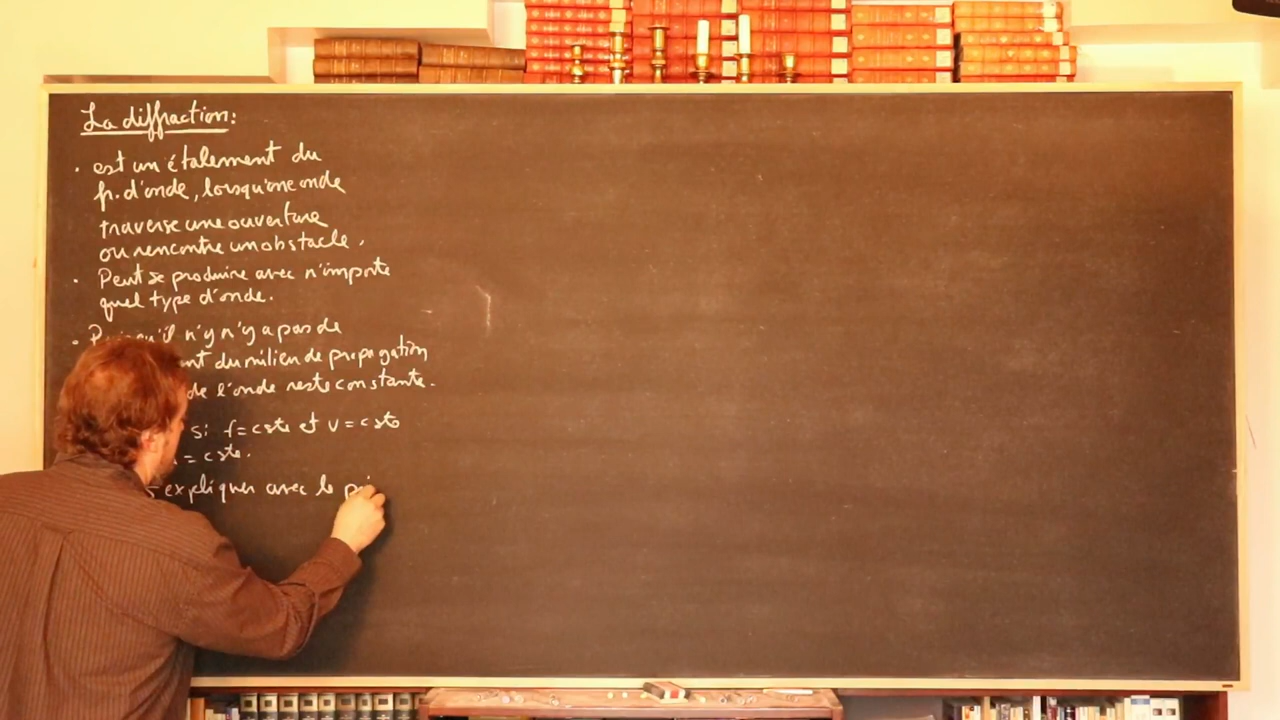 La diffraction:
· est un étalement du
fr. d'onde, lorsqu'une onde
traverse une ouverture
ou rencontre un obstacle.
· Peut se produire avec n'importe
quel type d'onde.
· Puisqu'il n'y n'y a pas de
du milieu de propagation
de l'onde reste constante.
si f = cste et v = cste
= cste.
expliquer avec le